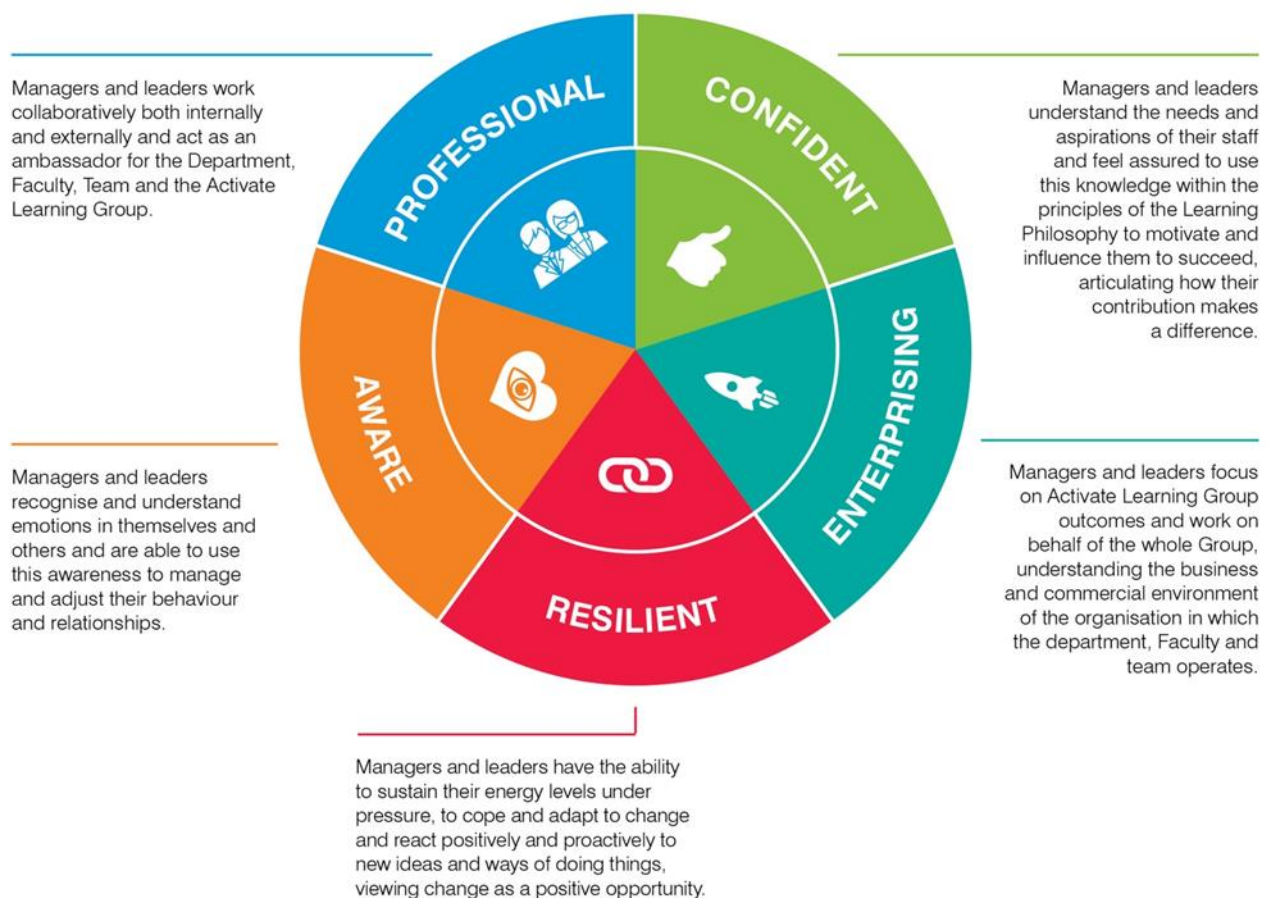 PROFESSIONAL
Managers and leaders work
collaboratively both internally
and externally and act as an
ambassador for the Department,
Faculty, Team and the Activate
Learning Group.
CONFIDENT
Managers and leaders
understand the needs and
aspirations of their staff
and feel assured to use
this knowledge within the
principles of the Learning
Philosophy to motivate and
influence them to succeed,
articulating how their
contribution makes
a difference.
AWARE
Managers and leaders
recognise and understand
emotions in themselves and
others and are able to use
this awareness to manage
and adjust their behaviour
and relationships.
ENTERPRISING
Managers and leaders focus
on Activate Learning Group
outcomes and work on
behalf of the whole Group,
understanding the business
and commercial environment
of the organisation in which
the department, Faculty and
team operates.
RESILIENT
Managers and leaders have the ability
to sustain their energy levels under
pressure, to cope and adapt to change
and react positively and proactively to
new ideas and ways of doing things,
viewing change as a positive opportunity.